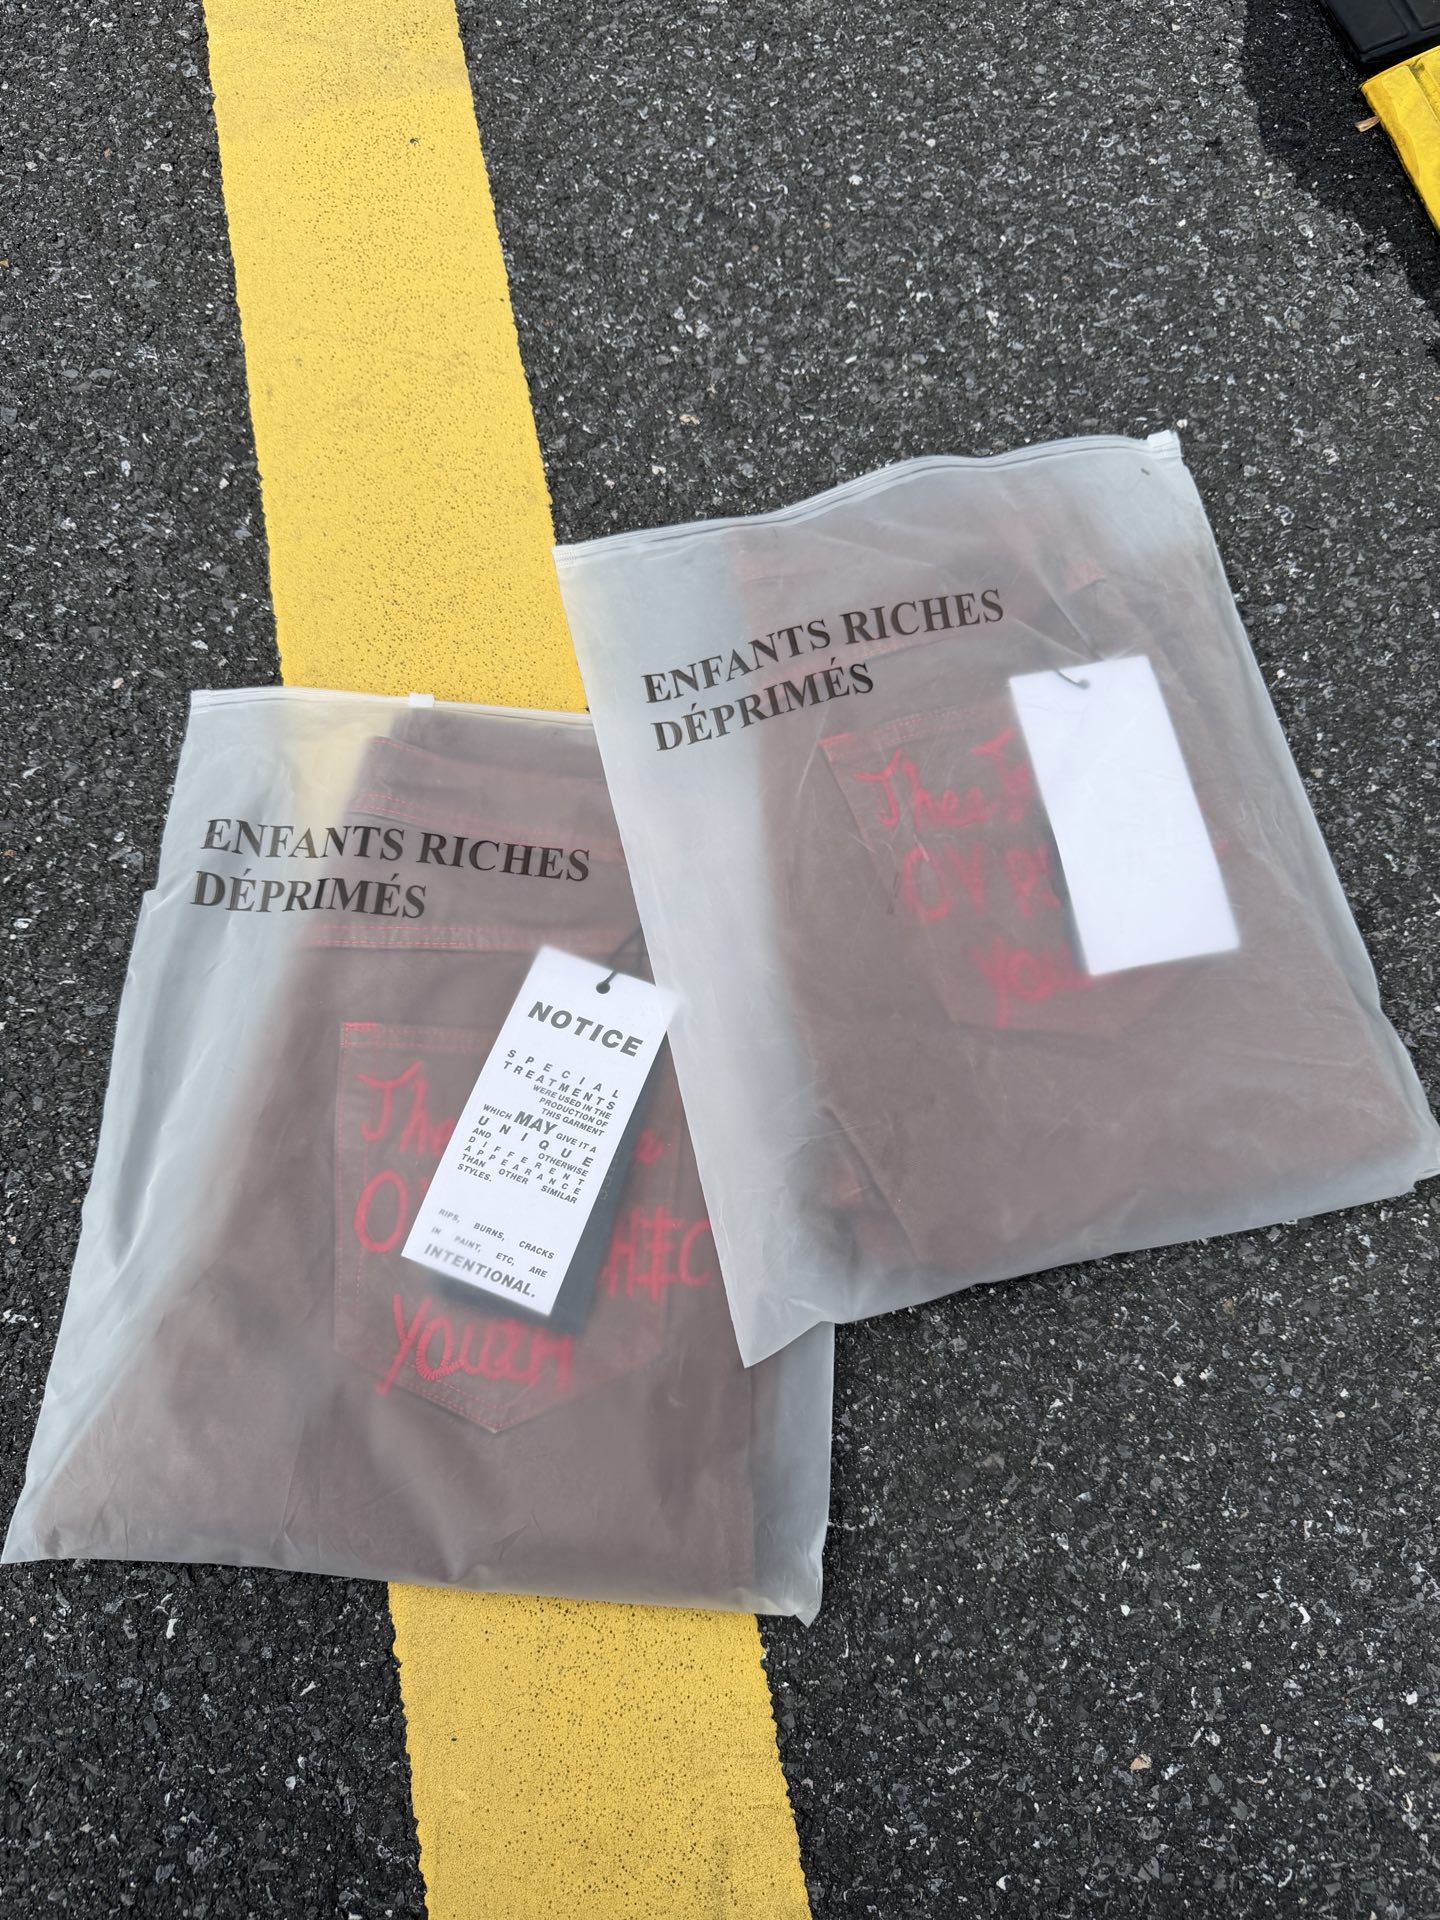 ENFANTS RICHES
DÉPRIMÉS
NOTICE
SPECIAL
TREATMENTS
WERE USED IN THE
PRODUCTION OF
THIS GARMENT
WHICH MAY GIVE IT A
UNIQUE
AND OTHERWISE
DIFFERENT
APPEARANCE
THAN OTHER SIMILAR
STYLES.
RIPS, BURNS, CRACKS
IN PAINT, ETC, ARE
INTENTIONAL.
YOUTH
ENFANTS RICHES
DÉPRIMÉS